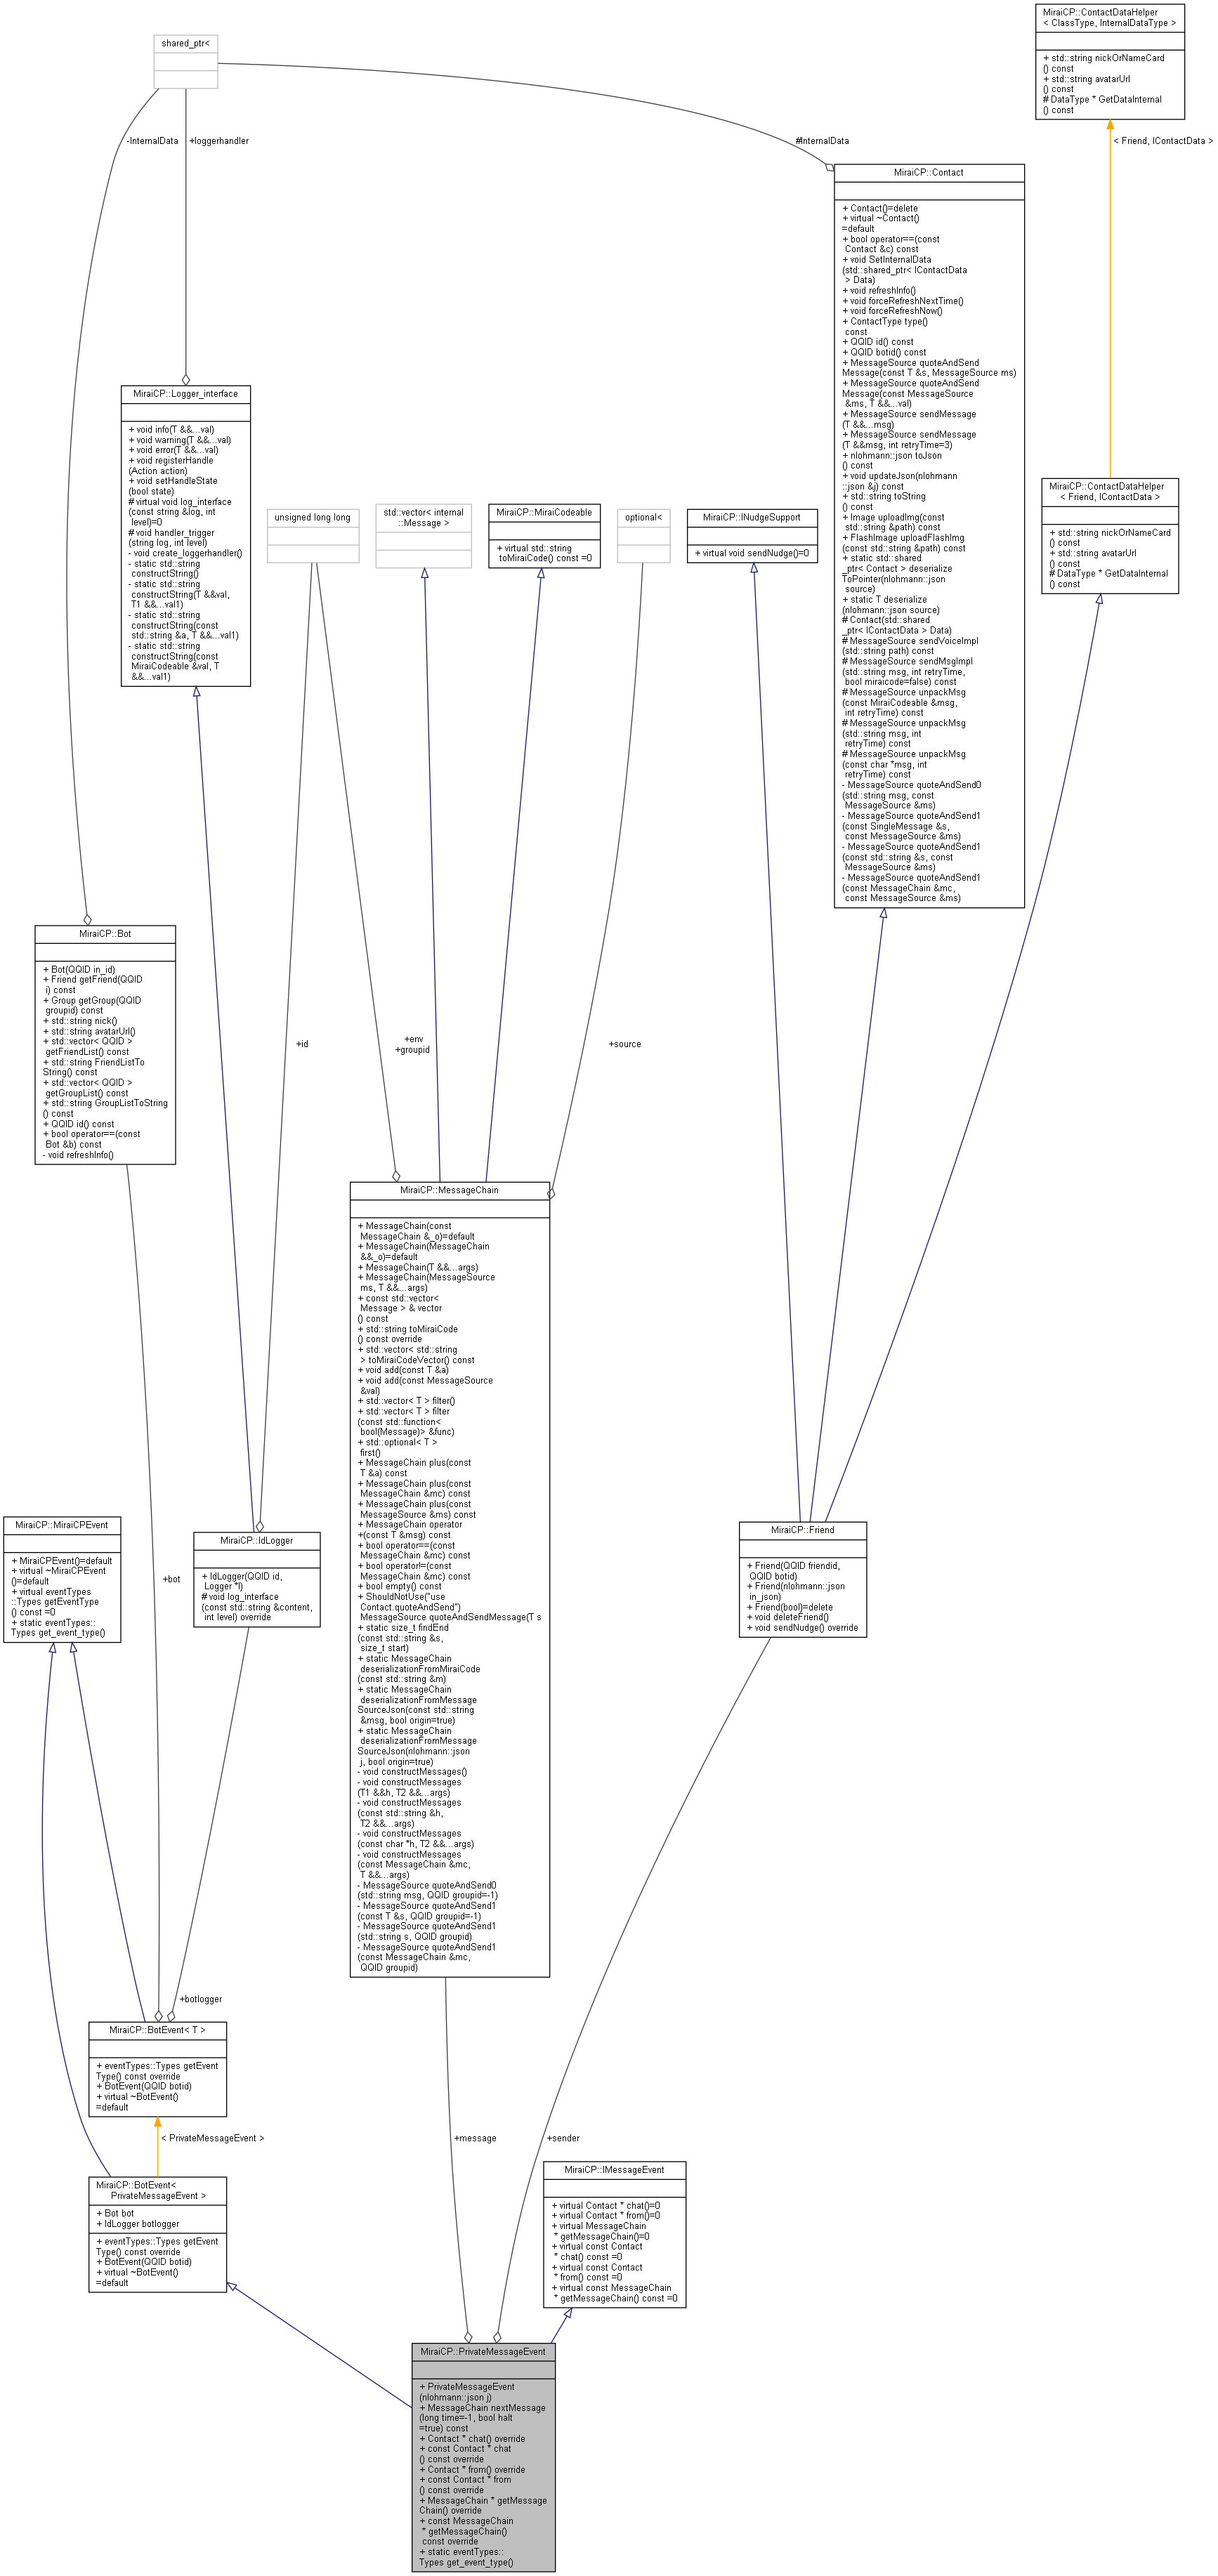 MiraiCP::ContactDataHelper
< ClassType, InternalDataType >
+ std::string nickOrNameCard
() const
+ std::string avatarUrl
() const
# DataType * GetDataInternal
() const
shared_ptr<
-InternalData
+loggerhandler
#InternalData
< Friend, IContactData >
MiraiCP::Contact
+ Contact()=delete
+ virtual ~Contact()
=default
+ bool operator==(const
Contact &c) const
+ void SetInternalData
(std::shared_ptr< IContactData
> Data)
+ void refreshInfo()
+ void forceRefreshNextTime()
+ void forceRefreshNow()
+ ContactType type()
const
+ QQID id() const
+ QQID botid() const
+ MessageSource quoteAndSend
Message(const T &s, MessageSource ms)
+ MessageSource quoteAndSend
Message(const MessageSource
&ms, T &&...val)
+ MessageSource sendMessage
(T &&...msg)
+ MessageSource sendMessage
(T &&msg, int retryTime=3)
+ nlohmann::json toJson
() const
+ void updateJson(nlohmann
::json &j) const
+ std::string toString
() const
+ Image uploadImg(const
std::string &path) const
+ FlashImage uploadFlashImg
(const std::string &path) const
+ static std::shared
_ptr< Contact > deserialize
ToPointer(nlohmann::json
source)
+ static T deserialize
(nlohmann::json source)
# Contact(std::shared
_ptr< IContactData > Data)
# MessageSource sendVoiceImpl
(std::string path) const
# MessageSource sendMsgImpl
(std::string msg, int retryTime,
bool miraicode=false) const
# MessageSource unpackMsg
(const MiraiCodeable &msg,
int retryTime) const
# MessageSource unpackMsg
(std::string msg, int
retryTime) const
# MessageSource unpackMsg
(const char *msg, int
retryTime) const
- MessageSource quoteAndSend0
(std::string msg, const
MessageSource &ms)
- MessageSource quoteAndSend1
(const SingleMessage &s,
const MessageSource &ms)
- MessageSource quoteAndSend1
(const std::string &s, const
MessageSource &ms)
- MessageSource quoteAndSend1
(const MessageChain &mc,
const MessageSource &ms)
MiraiCP::Logger_interface
+ void info(T &&...val)
+ void warning(T &&...val)
+ void error(T &&...val)
+ void registerHandle
(Action action)
+ void setHandleState
(bool state)
# virtual void log_interface
(const string &log, int
level)=0
# void handler_trigger
(string log, int level)
- void create_loggerhandler()
- static std::string
constructString()
- static std::string
constructString(T &&val,
T1 &&...val1)
- static std::string
constructString(const
std::string &a, T &&...val1)
- static std::string
constructString(const
MiraiCodeable &val, T
&&...val1)
unsigned long long
std::vector< internal
::Message >
MiraiCP::MiraiCodeable
+ virtual std::string
toMiraiCode() const =0
optional<
MiraiCP::INudgeSupport
+ virtual void sendNudge()=0
MiraiCP::ContactDataHelper
< Friend, IContactData >
+ std::string nickOrNameCard
() const
+ std::string avatarUrl
() const
# DataType * GetDataInternal
() const
MiraiCP::Bot
+ Bot(QQID in_id)
+ Friend getFriend(QQID
i) const
+ Group getGroup(QQID
groupid) const
+ std::string nick()
+ std::string avatarUrl()
+ std::vector< QQID >
getFriendList() const
+ std::string FriendListTo
String() const
+ std::vector< QQID >
getGroupList() const
+ std::string GroupListToString
() const
+ QQID id() const
+ bool operator==(const
Bot &b) const
- void refreshInfo()
+id
+env
+groupid
+source
MiraiCP::MessageChain
+ MessageChain(const
MessageChain &_o)=default
+ MessageChain(MessageChain
&&_o)=default
+ MessageChain(T &&...args)
+ MessageChain(MessageSource
ms, T &&...args)
+ const std::vector<
Message > & vector
() const
+ std::string toMiraiCode
() const override
+ std::vector< std::string
> toMiraiCodeVector() const
+ void add(const T &a)
+ void add(const MessageSource
&val)
+ std::vector< T > filter()
+ std::vector< T > filter
(const std::function<
bool(Message)> &func)
+ std::optional< T >
first()
+ MessageChain plus(const
T &a) const
+ MessageChain plus(const
MessageChain &mc) const
+ MessageChain plus(const
MessageSource &ms) const
+ MessageChain operator
+(const T &msg) const
+ bool operator==(const
MessageChain &mc) const
+ bool operator!=(const
MessageChain &mc) const
+ bool empty() const
+ ShouldNotUse("use
Contact.quoteAndSend")
MessageSource quoteAndSendMessage(T s
+ static size_t findEnd
(const std::string &s,
size_t start)
+ static MessageChain
deserializationFromMiraiCode
(const std::string &m)
+ static MessageChain
deserializationFromMessage
SourceJson(const std::string
&msg, bool origin=true)
+ static MessageChain
deserializationFromMessage
SourceJson(nlohmann::json
j, bool origin=true)
- void constructMessages()
- void constructMessages
(T1 &&h, T2 &&...args)
- void constructMessages
(const std::string &h,
T2 &&...args)
- void constructMessages
(const char *h, T2 &&...args)
- void constructMessages
(const MessageChain &mc,
T &&...args)
- MessageSource quoteAndSend0
(std::string msg, QQID groupid=-1)
- MessageSource quoteAndSend1
(const T &s, QQID groupid=-1)
- MessageSource quoteAndSend1
(std::string s, QQID groupid)
- MessageSource quoteAndSend1
(const MessageChain &mc,
QQID groupid)
MiraiCP::MiraiCPEvent
+ MiraiCPEvent()=default
+ virtual ~MiraiCPEvent
()=default
+ virtual eventTypes
::Types getEventType
() const =0
+ static eventTypes::
Types get_event_type()
+bot
MiraiCP::IdLogger
+ IdLogger(QQID id,
Logger *l)
# void log_interface
(const std::string &content,
int level) override
MiraiCP::Friend
+ Friend(QQID friendid,
QQID botid)
+ Friend(nlohmann::json
in_json)
+ Friend(bool)=delete
+ void deleteFriend()
+ void sendNudge() override
+botlogger
MiraiCP::BotEvent< T >
+ eventTypes::Types getEvent
Type() const override
+ BotEvent(QQID botid)
+ virtual ~BotEvent()
=default
< PrivateMessageEvent >
+message
+sender
MiraiCP::BotEvent<
PrivateMessageEvent >
+ Bot bot
+ IdLogger botlogger
+ eventTypes::Types getEvent
Type() const override
+ BotEvent(QQID botid)
+ virtual ~BotEvent()
=default
MiraiCP::IMessageEvent
+ virtual Contact * chat()=0
+ virtual Contact * from()=0
+ virtual MessageChain
* getMessageChain()=0
+ virtual const Contact
* chat() const =0
+ virtual const Contact
* from() const =0
+ virtual const MessageChain
* getMessageChain() const =0
MiraiCP::PrivateMessageEvent
+ PrivateMessageEvent
(nlohmann::json j)
+ MessageChain nextMessage
(long time=-1, bool halt
=true) const
+ Contact * chat() override
+ const Contact * chat
() const override
+ Contact * from() override
+ const Contact * from
() const override
+ MessageChain * getMessage
Chain() override
+ const MessageChain
* getMessageChain()
const override
+ static eventTypes::
Types get_event_type()